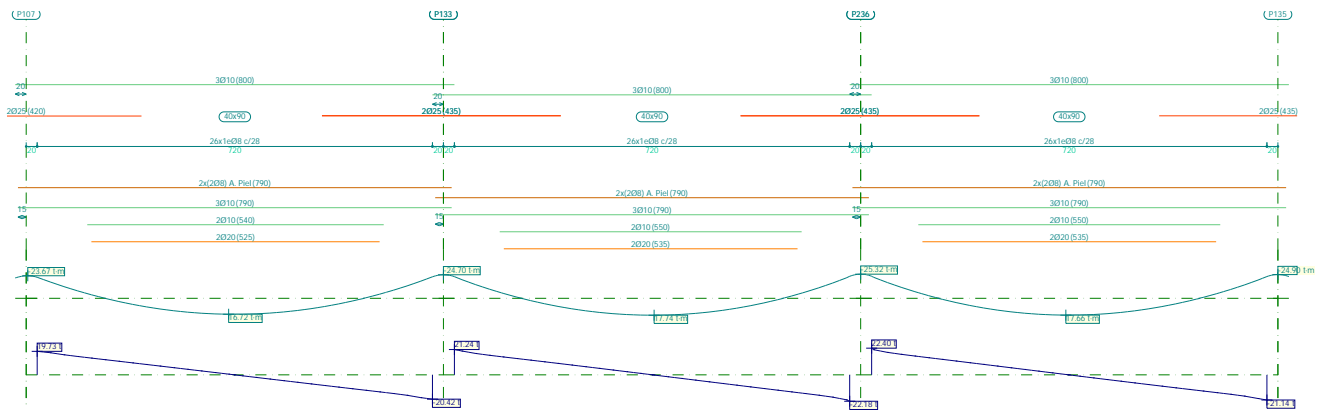 P107 P133 P236 P135
3Ø10(800) 3Ø10(800)
20 20
3Ø10(800)
20
2Ø25(420) 40x90 2Ø25(435) 40x90 2Ø25(435) 40x90 2Ø25(435)
26x1eØ8 c/28 26x1eØ8 c/28 26x1eØ8 c/28
20 720 20 20 720 20 20 720 20
2x(2Ø8) A. Piel(790) 2x(2Ø8) A. Piel(790)
2x(2Ø8) A. Piel(790)
3Ø10(790) 3Ø10(790)
15 3Ø10(790) 15
15
2Ø10(540) 2Ø10(550)
2Ø10(550)
2Ø20(525) 2Ø20(535)
2Ø20(535)
-23.67 t·m -24.70 t·m -25.32 t·m -24.90 t·m
16.72 t·m 17.74 t·m 17.66 t·m
19.73 t 21.24 t 22.40 t
-20.42 t -22.18 t -21.14 t